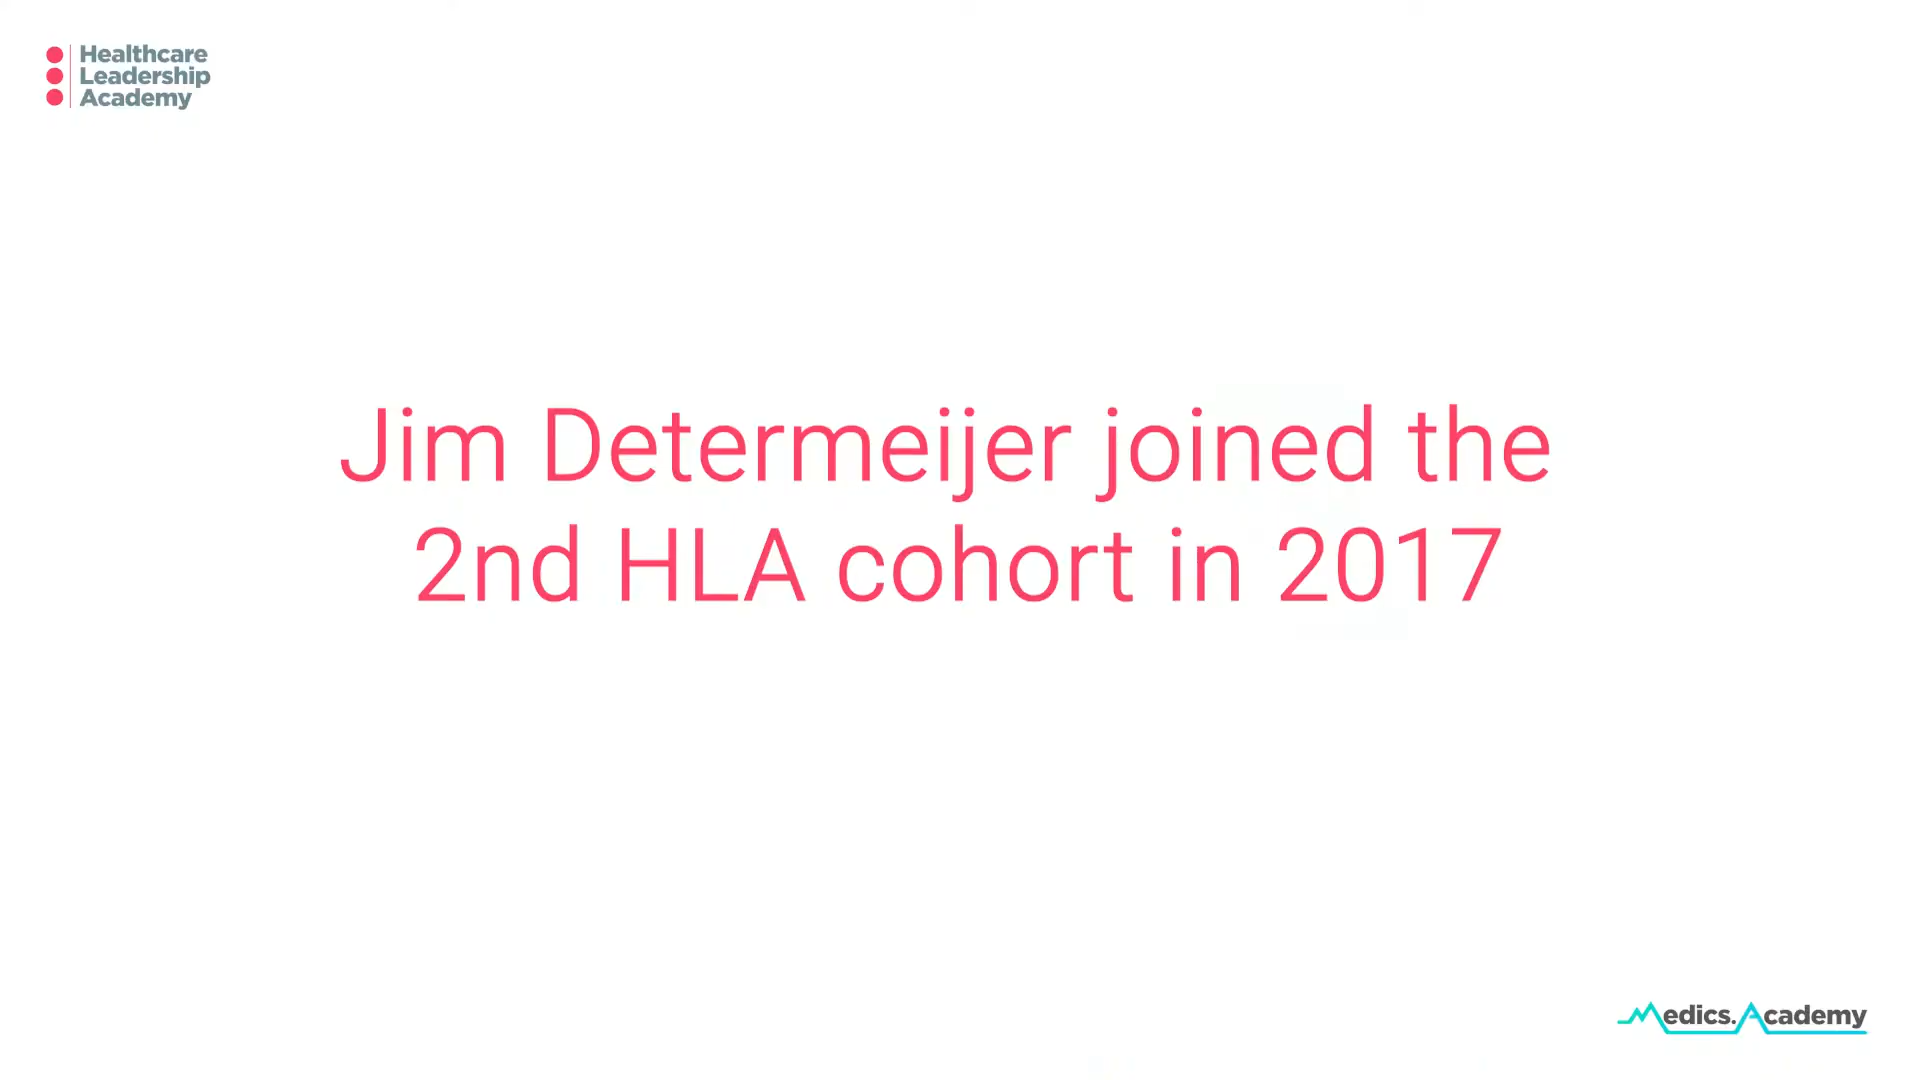 Healthcare
Leadership
Academy
Jim Determeijer joined the
2nd HLA cohort in 2017
Medics.Academy